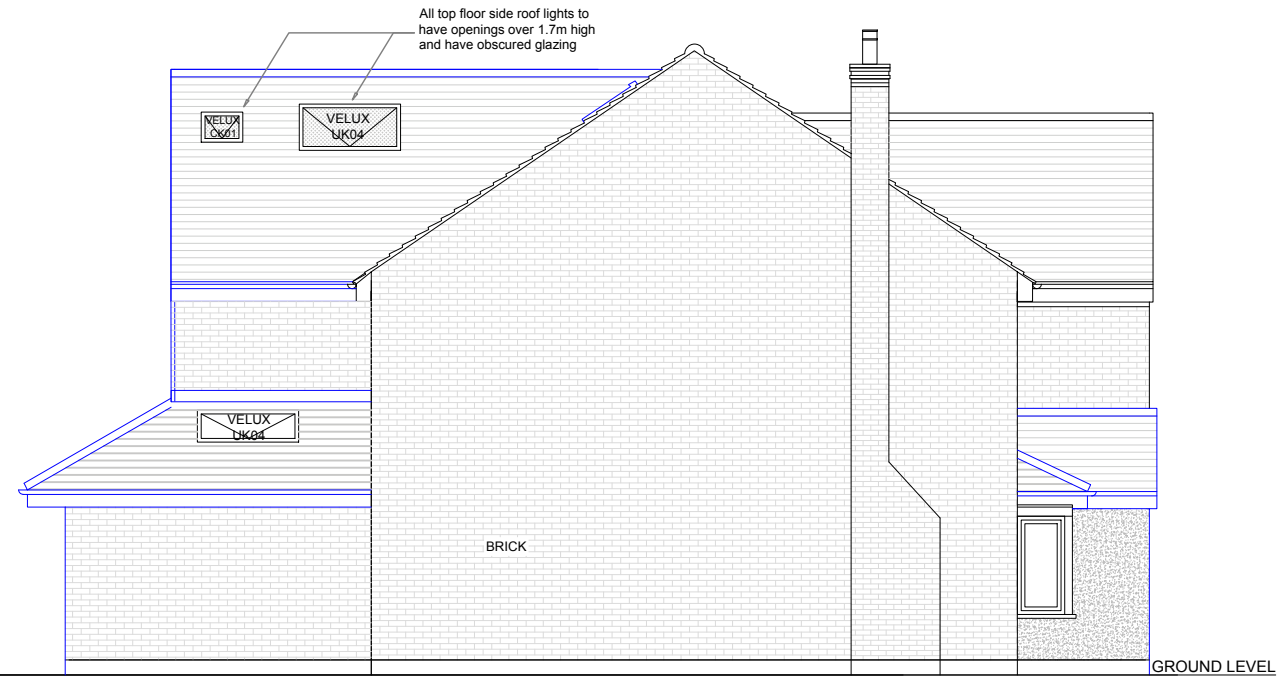 All top floor side roof lights to
have openings over 1.7m high
and have obscured glazing
VELUX
CK01
VELUX
UK04
VELUX
UK04
BRICK
GROUND LEVEL